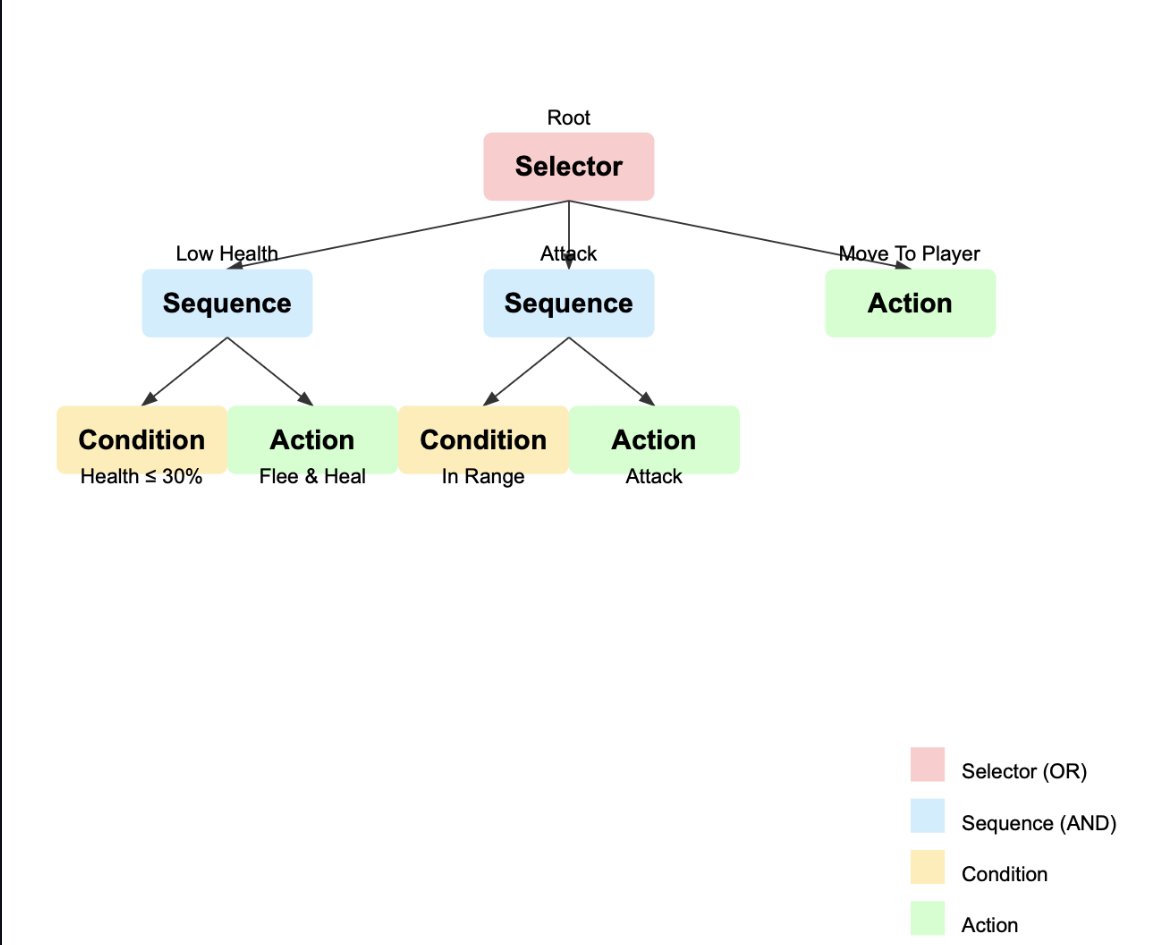 Root
Selector
Low Health
Attack
Move To Player
Sequence
Sequence
Action
Condition
Action
Condition
Action
Health ≤ 30%
Flee & Heal
In Range
Attack
Selector (OR)
Sequence (AND)
Condition
Action